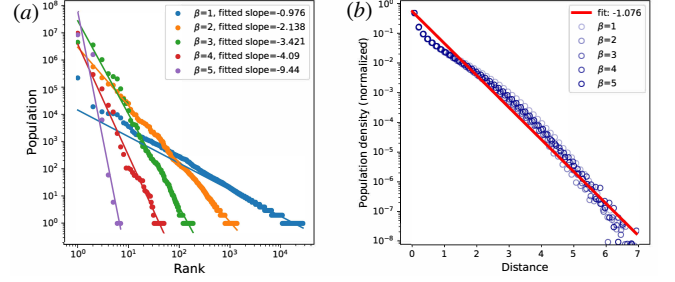 (a)
10^8
10^7
10^6
10^5
10^4
10^3
10^2
10^1
10^0
Population
β=1, fitted slope=-0.976
β=2, fitted slope=-2.138
β=3, fitted slope=-3.421
β=4, fitted slope=-4.09
β=5, fitted slope=-9.44
10^0 10^1 10^2 10^3 10^4
Rank
(b)
10^0
10^-1
10^-2
10^-3
10^-4
10^-5
10^-6
10^-7
10^-8
Population density (normalized)
fit: -1.076
β=1
β=2
β=3
β=4
β=5
0 1 2 3 4 5 6 7
Distance